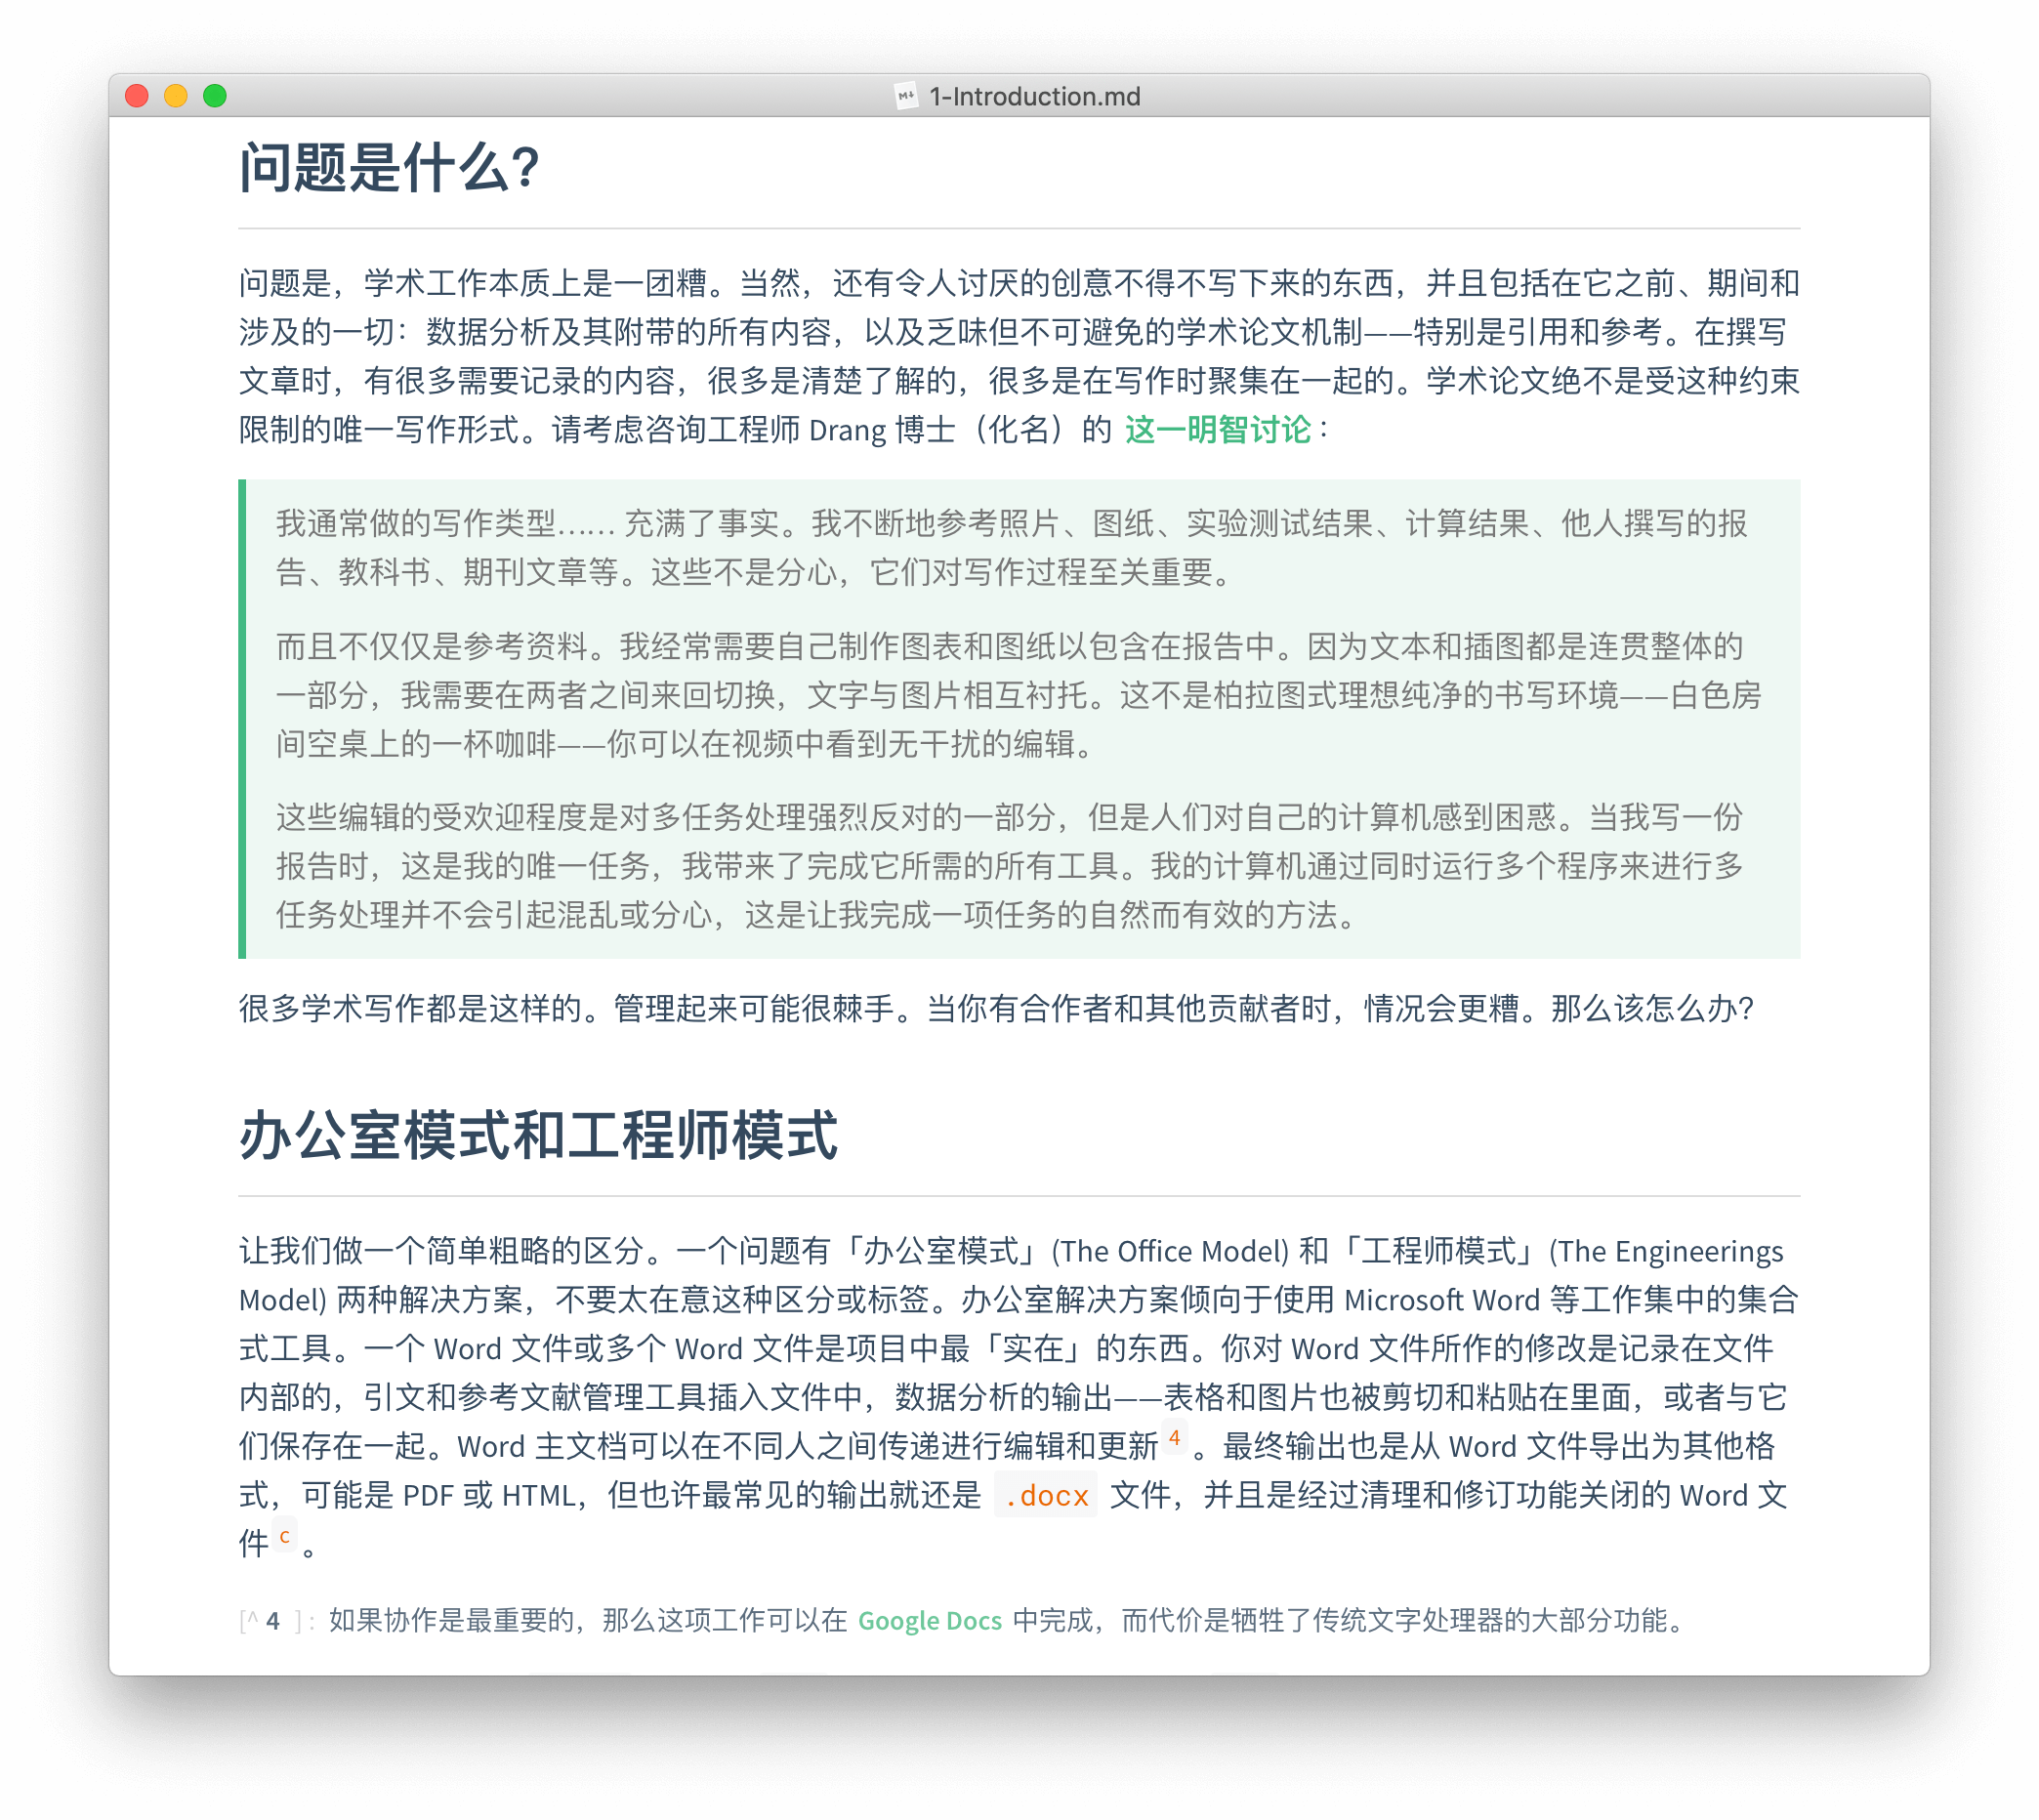 1-Introduction.md
问题是什么？
问题是，学术工作本质上是一团糟。当然，还有令人讨厌的创意不得不写下来的东西，并且包括在它之前、期间和
涉及的一切：数据分析及其附带的所有内容，以及乏味但不可避免的学术论文机制——特别是引用和参考。在撰写
文章时，有很多需要记录的内容，很多是清楚了解的，很多是在写作时聚集在一起的。学术论文绝不是受这种约束
限制的唯一写作形式。请考虑咨询工程师 Drang 博士（化名）的 这一明智讨论：
我通常做的写作类型…… 充满了事实。我不断地参考照片、图纸、实验测试结果、计算结果、他人撰写的报
告、教科书、期刊文章等。这些不是分心，它们对写作过程至关重要。
而且不仅仅是参考资料。我经常需要自己制作图表和图纸以包含在报告中。因为文本和插图都是连贯整体的
一部分，我需要在两者之间来回切换，文字与图片相互衬托。这不是柏拉图式理想纯净的书写环境——白色房
间空桌上的一杯咖啡——你可以在视频中看到无干扰的编辑。
这些编辑的受欢迎程度是对多任务处理强烈反对的一部分，但是人们对自己的计算机感到困惑。当我写一份
报告时，这是我的唯一任务，我带来了完成它所需的所有工具。我的计算机通过同时运行多个程序来进行多
任务处理并不会引起混乱或分心，这是让我完成一项任务的自然而有效的方法。
很多学术写作都是这样的。管理起来可能很棘手。当你有合作者和其他贡献者时，情况会更糟。那么该怎么办？
办公室模式和工程师模式
让我们做一个简单粗略的区分。一个问题有「办公室模式」(The Office Model) 和「工程师模式」(The Engineerings
Model) 两种解决方案，不要太在意这种区分或标签。办公室解决方案倾向于使用 Microsoft Word 等工作集中的集合
式工具。一个 Word 文件或多个 Word 文件是项目中最「实在」的东西。你对 Word 文件所作的修改是记录在文件
内部的，引文和参考文献管理工具插入文件中，数据分析的输出——表格和图片也被剪切和粘贴在里面，或者与它
们保存在一起。Word 主文档可以在不同人之间传递进行编辑和更新 4 。最终输出也是从 Word 文件导出为其他格
式，可能是 PDF 或 HTML，但也许最常见的输出就还是 .docx 文件，并且是经过清理和修订功能关闭的 Word 文
件 c 。
[^ 4 ]: 如果协作是最重要的，那么这项工作可以在 Google Docs 中完成，而代价是牺牲了传统文字处理器的大部分功能。